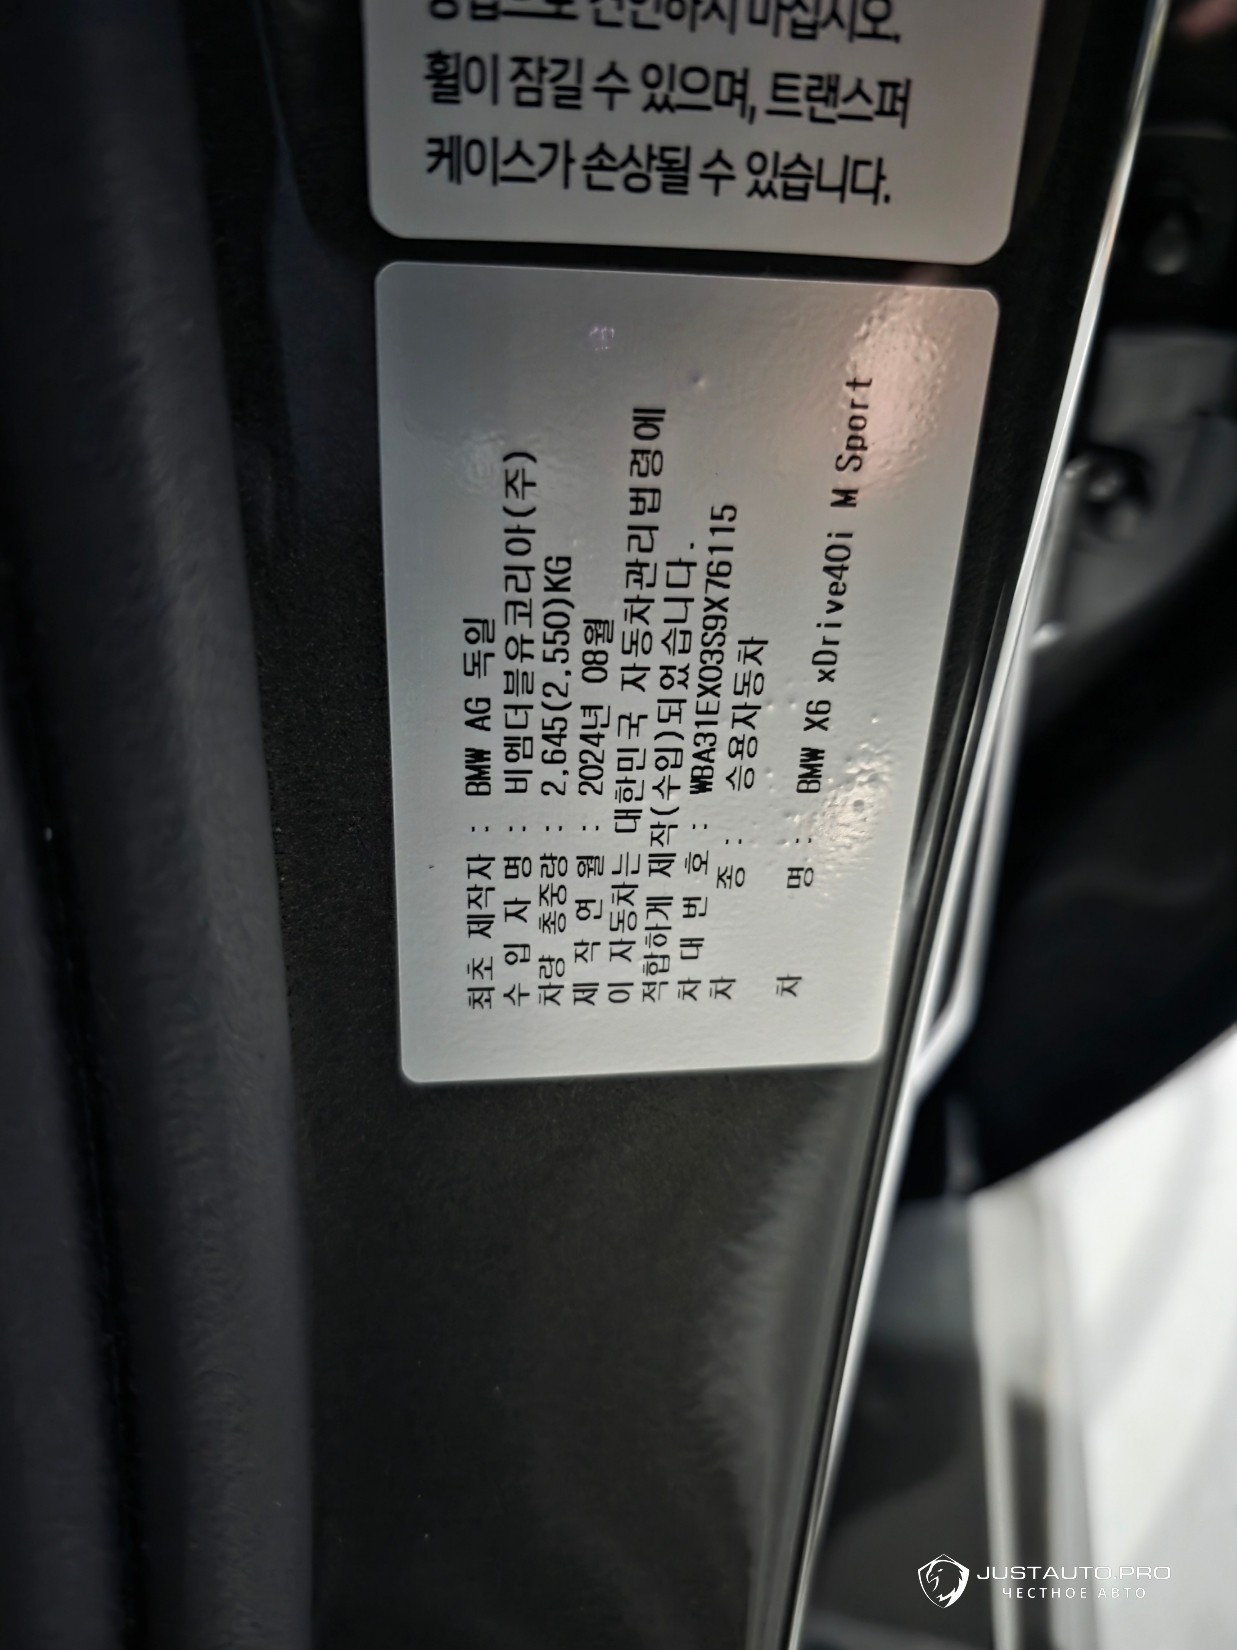 휠이 잠길 수 있으며, 트랜스퍼
케이스가 손상될 수 있습니다.
최초 제작자 : BMW AG 독일
수 입 자 명 : 비엠더블유코리아(주)
차량 총중량 : 2,645(2,550)KG
제 작 연 월 : 2024년 08월
이 자동차는 대한민국 자동차관리법령에
적합하게 제작(수입)되었습니다.
차 대 번 호 : WBA31EX03S9X76115
차 종 : 승용자동차
차 명 : BMW X6 xDrive40i M Sport
JUSTAUTO.PRO
ЧЕСТНОЕ АВТО